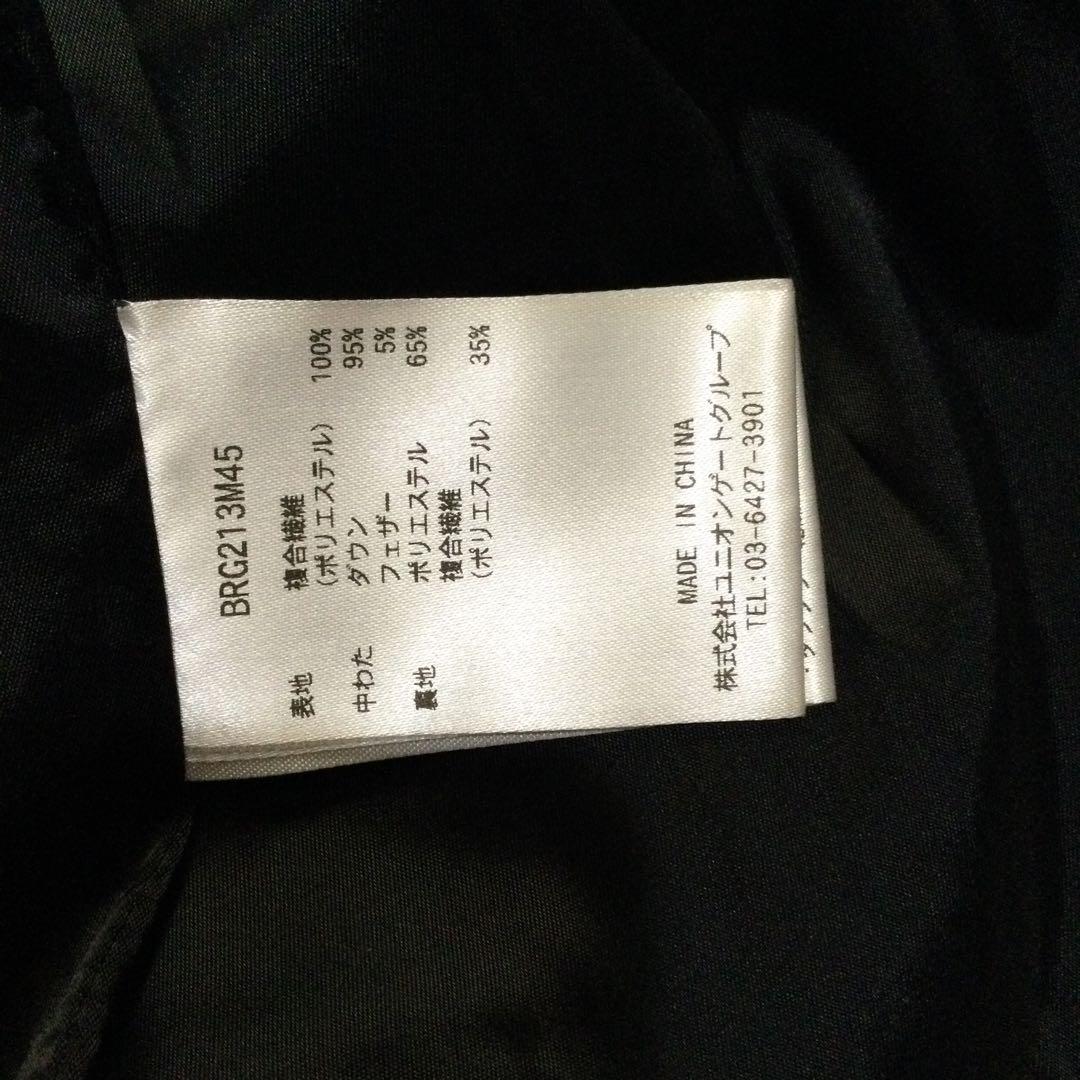 BRG213M45
表地 複合繊維
(ポリエステル) 100%
中わた ダウン 95%
フェザー 5%
裏地 ポリエステル 65%
複合繊維
(ポリエステル) 35%
MADE IN CHINA
株式会社ユニオンゲートグループ
TEL:03-6427-3901